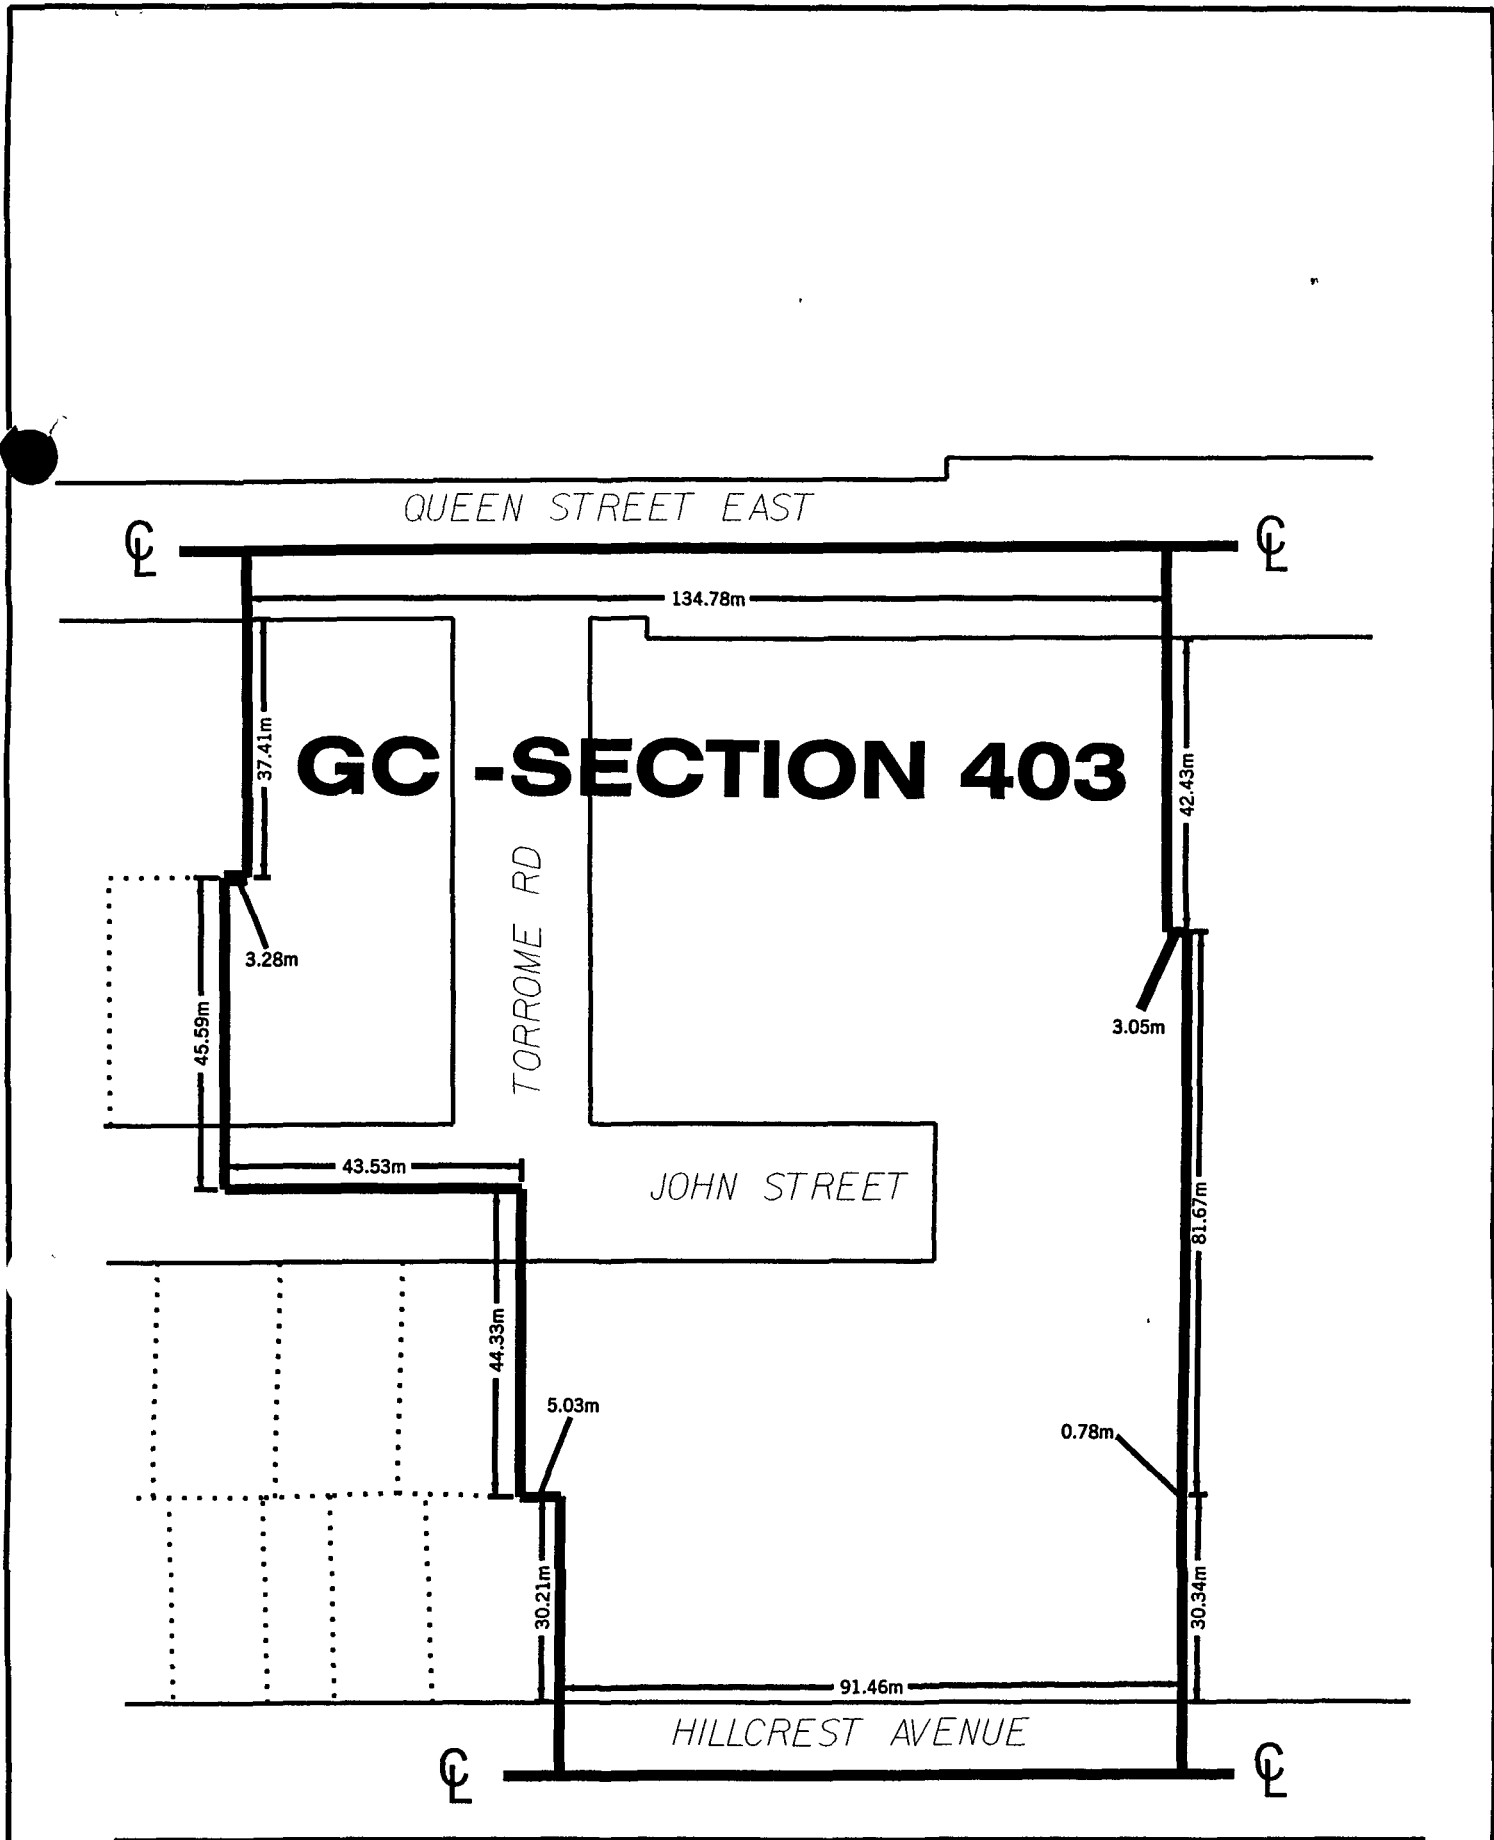 QUEEN STREET EAST
℄ ℄
134.78m
37.41m
GC -SECTION 403
42.43m
TORROME RD
3.28m
3.05m
45.59m
43.53m
JOHN STREET
81.67m
44.33m
5.03m
0.78m
30.21m
30.34m
91.46m
HILLCREST AVENUE
℄ ℄